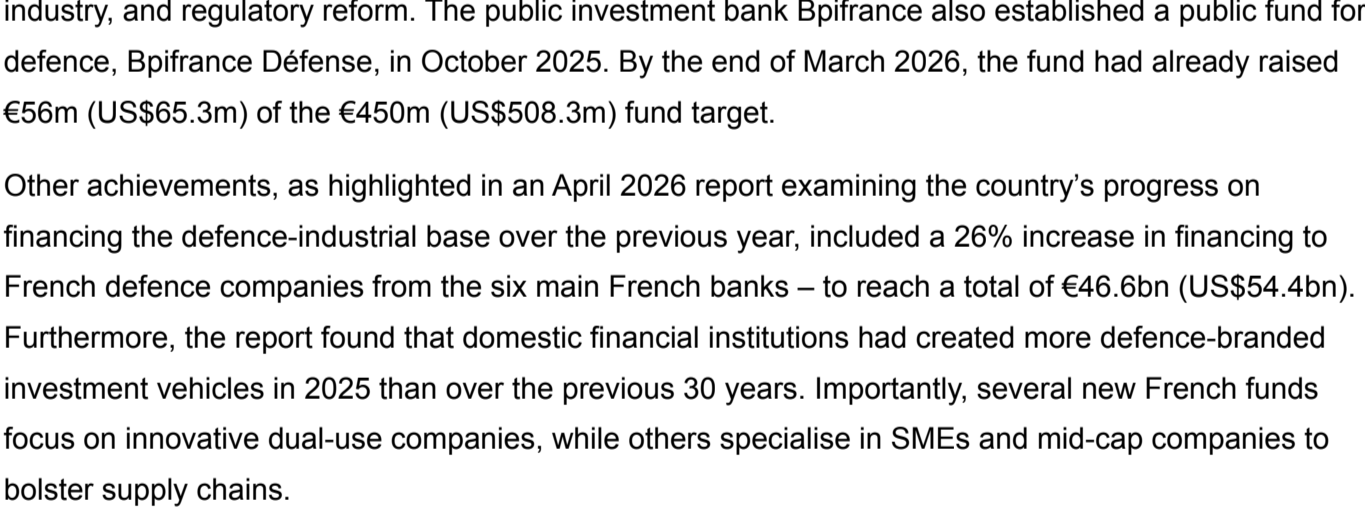 industry, and regulatory reform. The public investment bank Bpifrance also established a public fund for
defence, Bpifrance Défense, in October 2025. By the end of March 2026, the fund had already raised
€56m (US$65.3m) of the €450m (US$508.3m) fund target.
Other achievements, as highlighted in an April 2026 report examining the country’s progress on
financing the defence-industrial base over the previous year, included a 26% increase in financing to
French defence companies from the six main French banks – to reach a total of €46.6bn (US$54.4bn).
Furthermore, the report found that domestic financial institutions had created more defence-branded
investment vehicles in 2025 than over the previous 30 years. Importantly, several new French funds
focus on innovative dual-use companies, while others specialise in SMEs and mid-cap companies to
bolster supply chains.